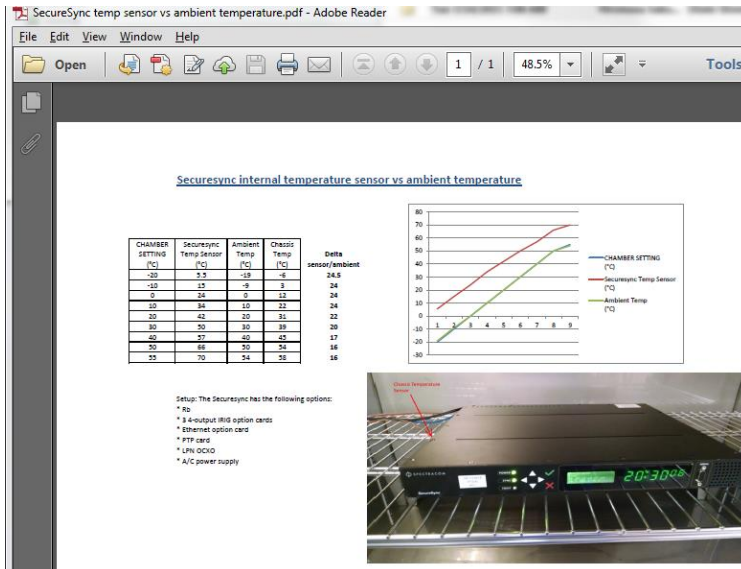 SecureSync temp sensor vs ambient temperature.pdf - Adobe Reader
File Edit View Window Help
Open 1 / 1 48.5% Tools
Securesync internal temperature sensor vs ambient temperature
CHAMBER SETTING (°C) Securesync Temp Sensor (°C) Ambient Temp (°C) Chassis Temp (°C) Delta sensor/ambient
-20 5.5 -19 -6 24.5
-10 15 -9 3 24
0 24 0 12 24
10 34 10 22 24
20 42 20 31 22
30 50 30 39 20
40 57 40 45 17
50 66 50 54 16
55 70 54 58 16
80
70
60
50
40
30
20
10
0
-10
-20
-30
1 2 3 4 5 6 7 8 9
CHAMBER SETTING (°C)
Securesync Temp Sensor (°C)
Ambient Temp (°C)
Setup: The Securesync has the following options:
* Rb
* 3 4-output IRIG option cards
* Ethernet option card
* PTP card
* LPN OCXO
* A/C power supply
Chassis Temperature
Sensor
SPECTRACOM
SecureSync
POWER
SYNC
FAULT
20:30:08